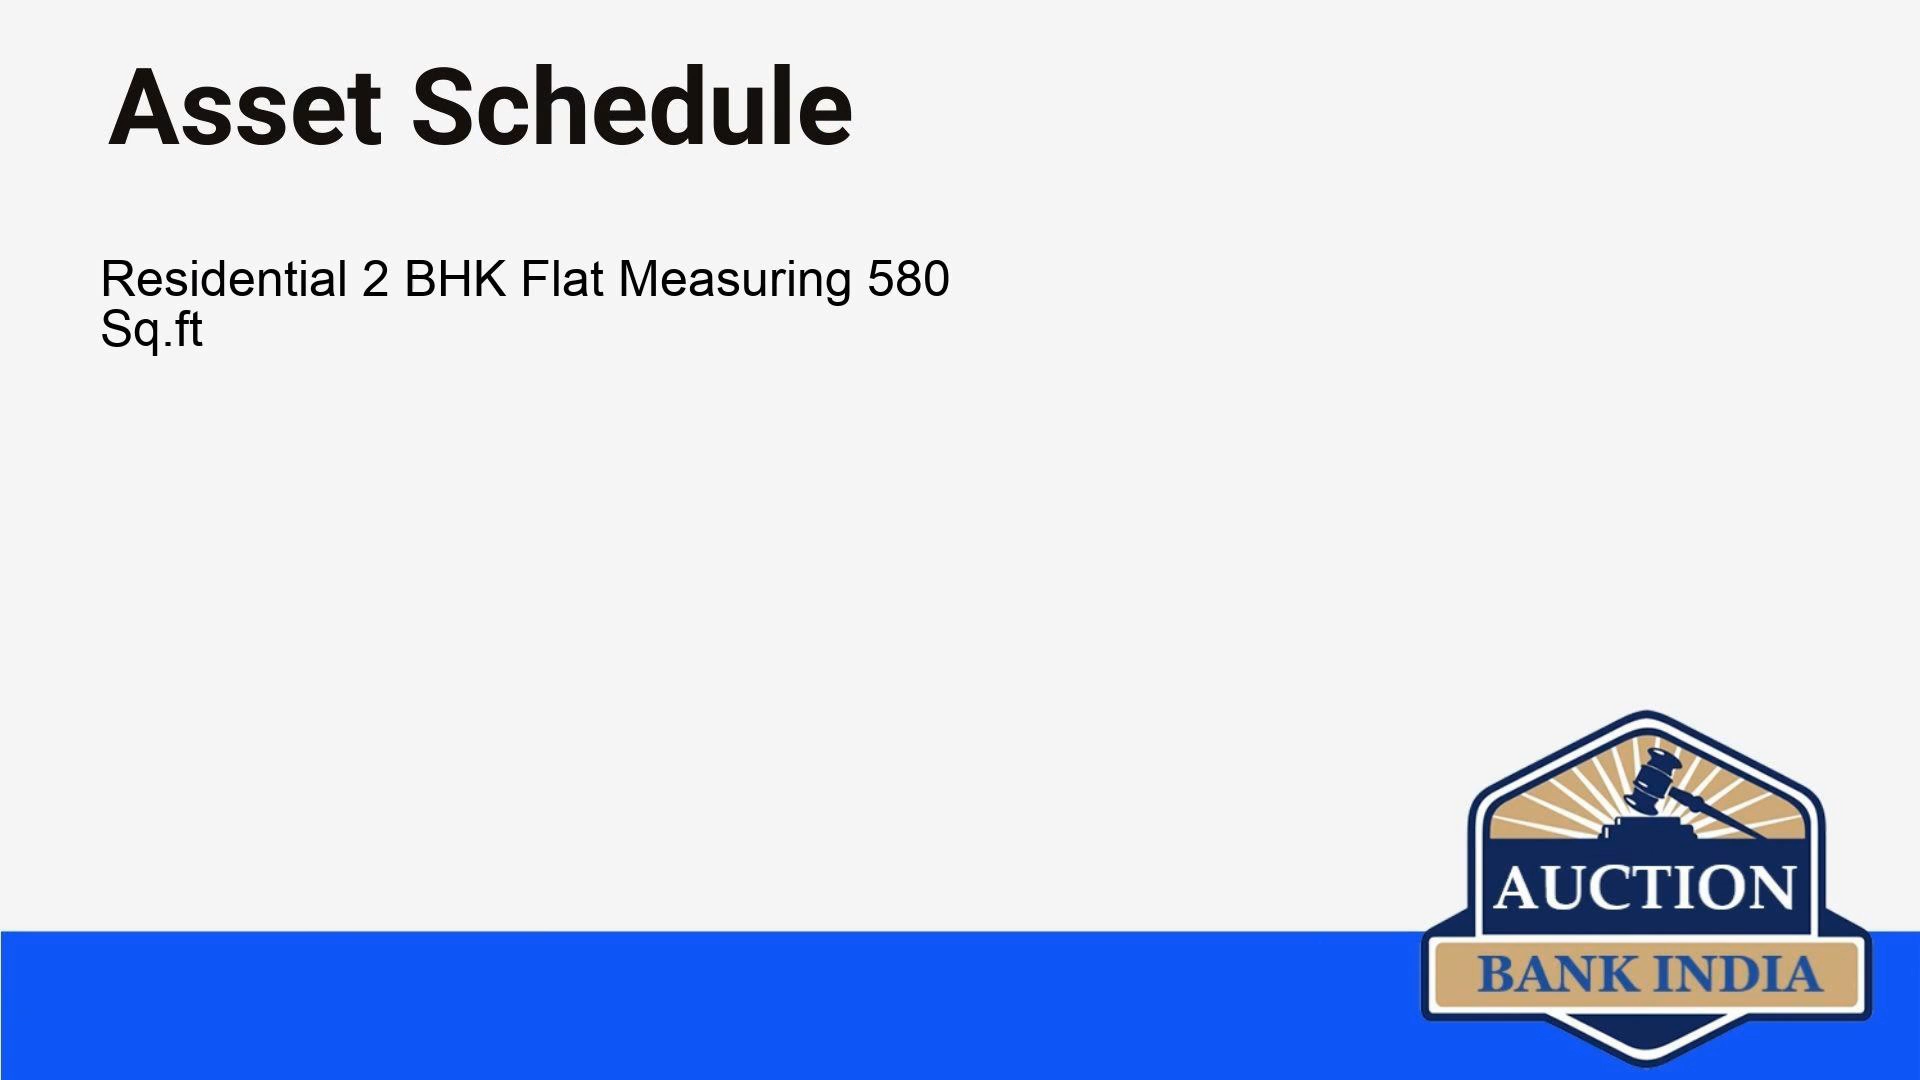 Asset Schedule
Residential 2 BHK Flat Measuring 580
Sq.ft
AUCTION
BANK INDIA